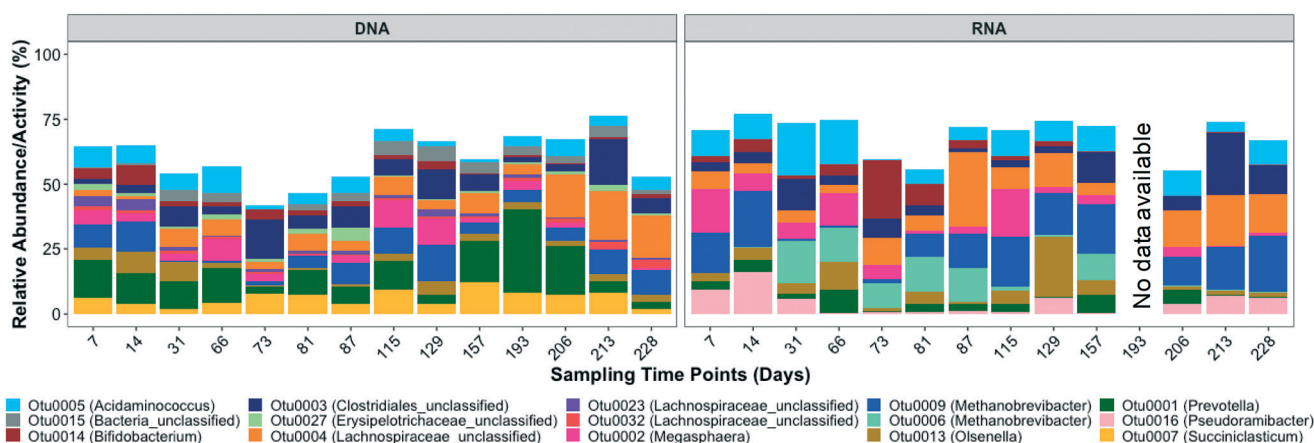 DNA
RNA
Relative Abundance/Activity (%)
100
75
50
25
0
No data available
7 14 31 66 73 81 87 115 129 157 193 206 213 228
7 14 31 66 73 81 87 115 129 157 193 206 213 228
Sampling Time Points (Days)
Otu0005 (Acidaminococcus) Otu0003 (Clostridiales_unclassified) Otu0023 (Lachnospiraceae_unclassified) Otu0009 (Methanobrevibacter) Otu0001 (Prevotella)
Otu0015 (Bacteria_unclassified) Otu0027 (Erysipelotrichaceae_unclassified) Otu0032 (Lachnospiraceae_unclassified) Otu0006 (Methanobrevibacter) Otu0016 (Pseudoramibacter)
Otu0014 (Bifidobacterium) Otu0004 (Lachnospiraceae_unclassified) Otu0002 (Megasphaera) Otu0013 (Olsenella) Otu0007 (Succiniclasticum)